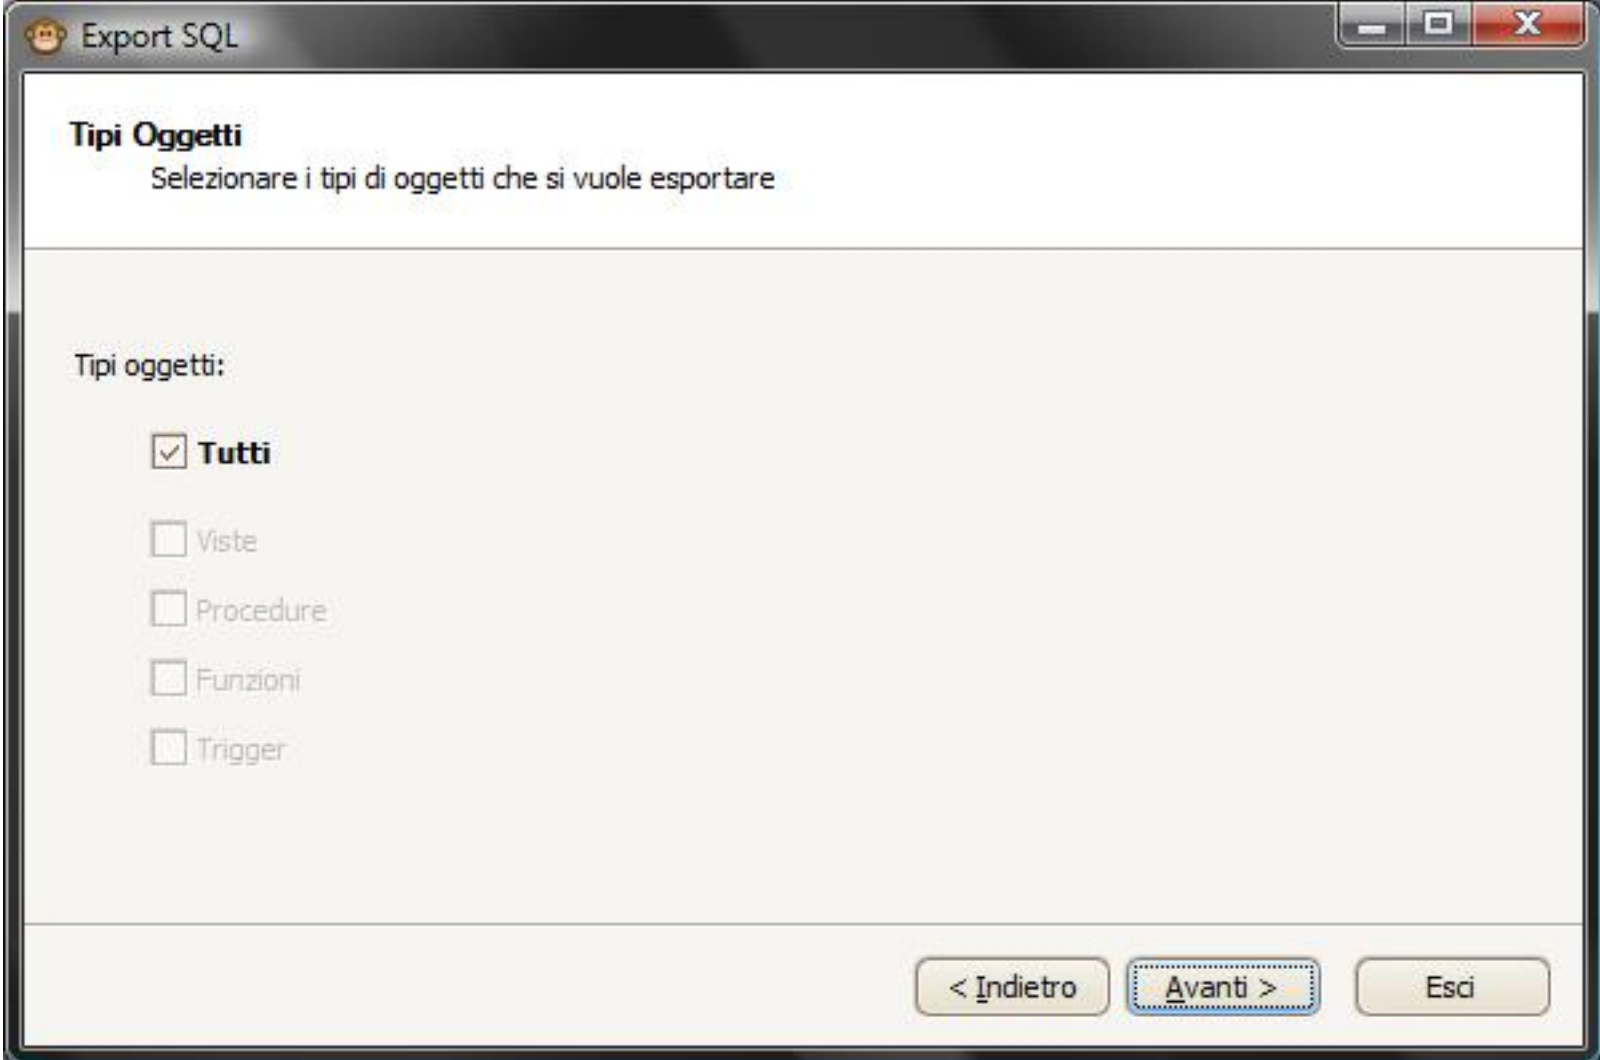 Export SQL
Tipi Oggetti
Selezionare i tipi di oggetti che si vuole esportare
Tipi oggetti:
Tutti
Viste
Procedure
Funzioni
Trigger
< Indietro
Avanti >
Esci